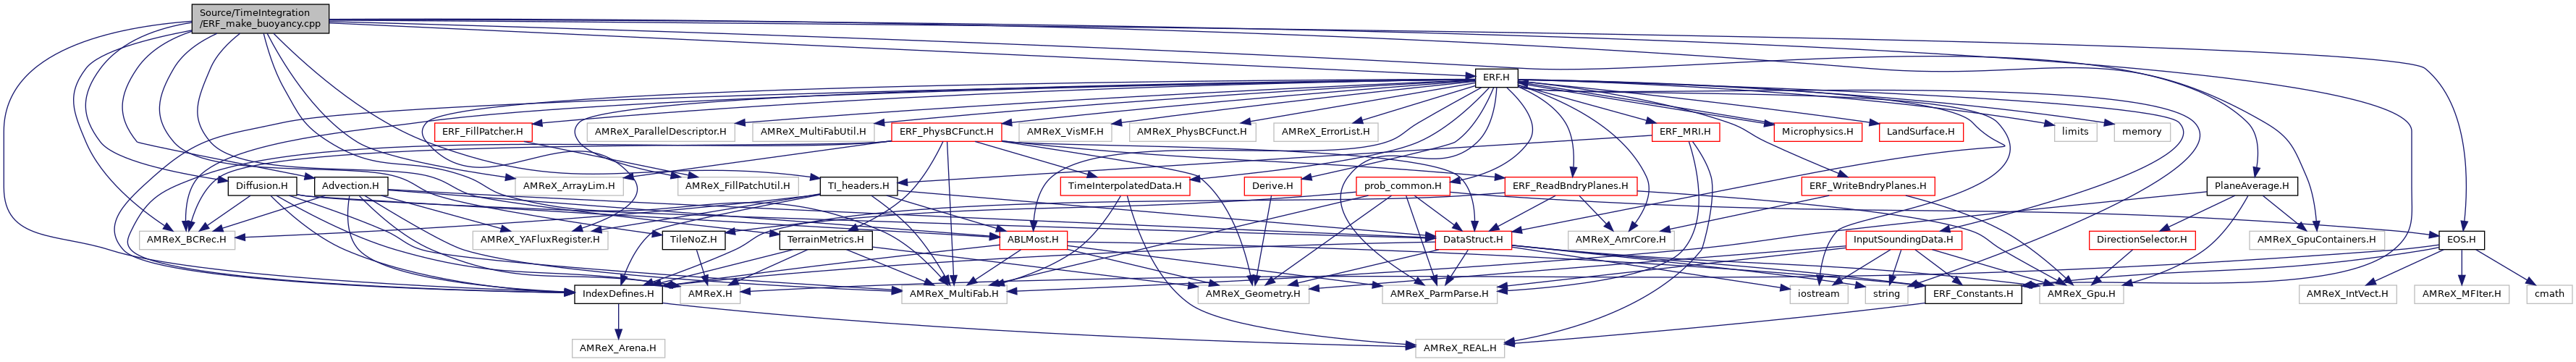 Source/TimeIntegration
/ERF_make_buoyancy.cpp
ERF.H
ERF_FillPatcher.H
AMReX_ParallelDescriptor.H
AMReX_MultiFabUtil.H
ERF_PhysBCFunct.H
AMReX_VisMF.H
AMReX_PhysBCFunct.H
AMReX_ErrorList.H
ERF_MRI.H
Microphysics.H
LandSurface.H
limits
memory
Diffusion.H
Advection.H
AMReX_ArrayLim.H
AMReX_FillPatchUtil.H
TI_headers.H
TimeInterpolatedData.H
Derive.H
prob_common.H
ERF_ReadBndryPlanes.H
ERF_WriteBndryPlanes.H
PlaneAverage.H
AMReX_BCRec.H
AMReX_YAFluxRegister.H
TileNoZ.H
TerrainMetrics.H
ABLMost.H
DataStruct.H
AMReX_AmrCore.H
InputSoundingData.H
DirectionSelector.H
AMReX_GpuContainers.H
EOS.H
IndexDefines.H
AMReX.H
AMReX_MultiFab.H
AMReX_Geometry.H
AMReX_ParmParse.H
iostream
string
ERF_Constants.H
AMReX_Gpu.H
AMReX_IntVect.H
AMReX_MFIter.H
cmath
AMReX_Arena.H
AMReX_REAL.H